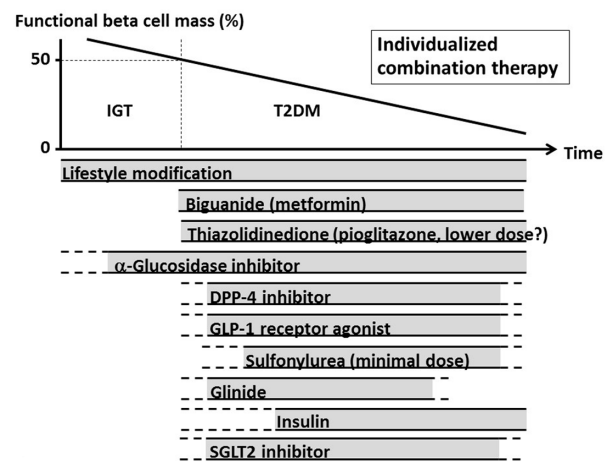 Functional beta cell mass (%)
Individualized
combination therapy
50
IGT
T2DM
0
Time
Lifestyle modification
Biguanide (metformin)
Thiazolidinedione (pioglitazone, lower dose?)
α-Glucosidase inhibitor
DPP-4 inhibitor
GLP-1 receptor agonist
Sulfonylurea (minimal dose)
Glinide
Insulin
SGLT2 inhibitor